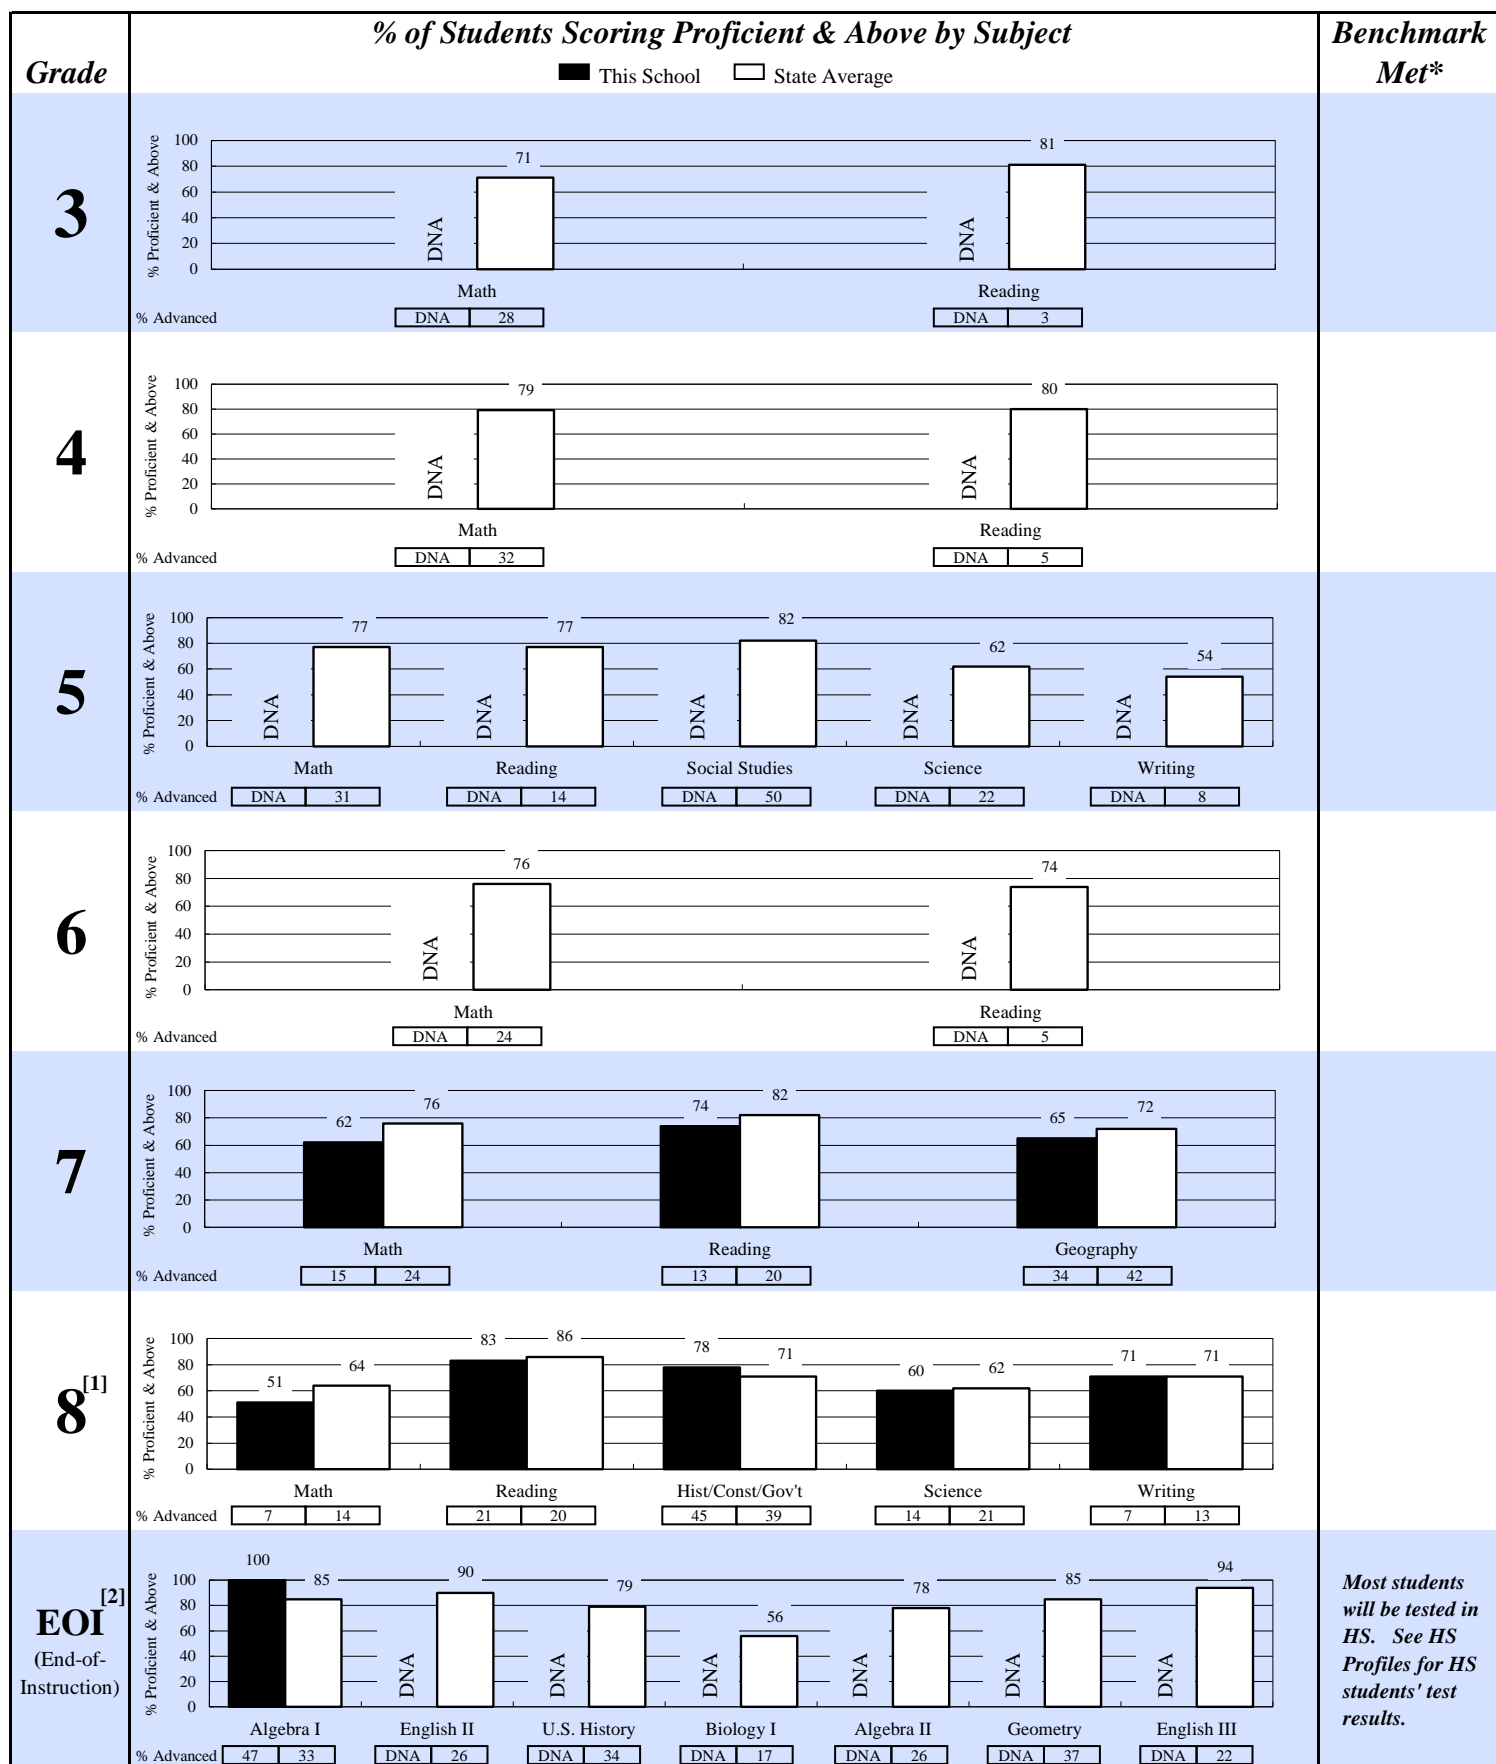 % of Students Scoring Proficient & Above by Subject
Benchmark
Met*
Grade
This School
State Average
3
% Proficient & Above
100
80
60
40
20
0
DNA
71
DNA
81
Math
Reading
% Advanced
DNA 28
DNA 3
4
% Proficient & Above
100
80
60
40
20
0
DNA
79
DNA
80
Math
Reading
% Advanced
DNA 32
DNA 5
5
% Proficient & Above
100
80
60
40
20
0
DNA
77
DNA
77
DNA
82
DNA
62
DNA
54
Math
Reading
Social Studies
Science
Writing
% Advanced
DNA 31
DNA 14
DNA 50
DNA 22
DNA 8
6
% Proficient & Above
100
80
60
40
20
0
DNA
76
DNA
74
Math
Reading
% Advanced
DNA 24
DNA 5
7
% Proficient & Above
100
80
60
40
20
0
62
76
74
82
65
72
Math
Reading
Geography
% Advanced
15 24
13 20
34 42
8[1]
% Proficient & Above
100
80
60
40
20
0
51
64
83
86
78
71
60
62
71
71
Math
Reading
Hist/Const/Gov't
Science
Writing
% Advanced
7 14
21 20
45 39
14 21
7 13
EOI[2]
(End-of-
Instruction)
% Proficient & Above
100
80
60
40
20
0
100
85
DNA
90
DNA
79
DNA
56
DNA
78
DNA
85
DNA
94
Algebra I
English II
U.S. History
Biology I
Algebra II
Geometry
English III
% Advanced
47 33
DNA 26
DNA 34
DNA 17
DNA 26
DNA 37
DNA 22
Most students
will be tested in
HS. See HS
Profiles for HS
students' test
results.